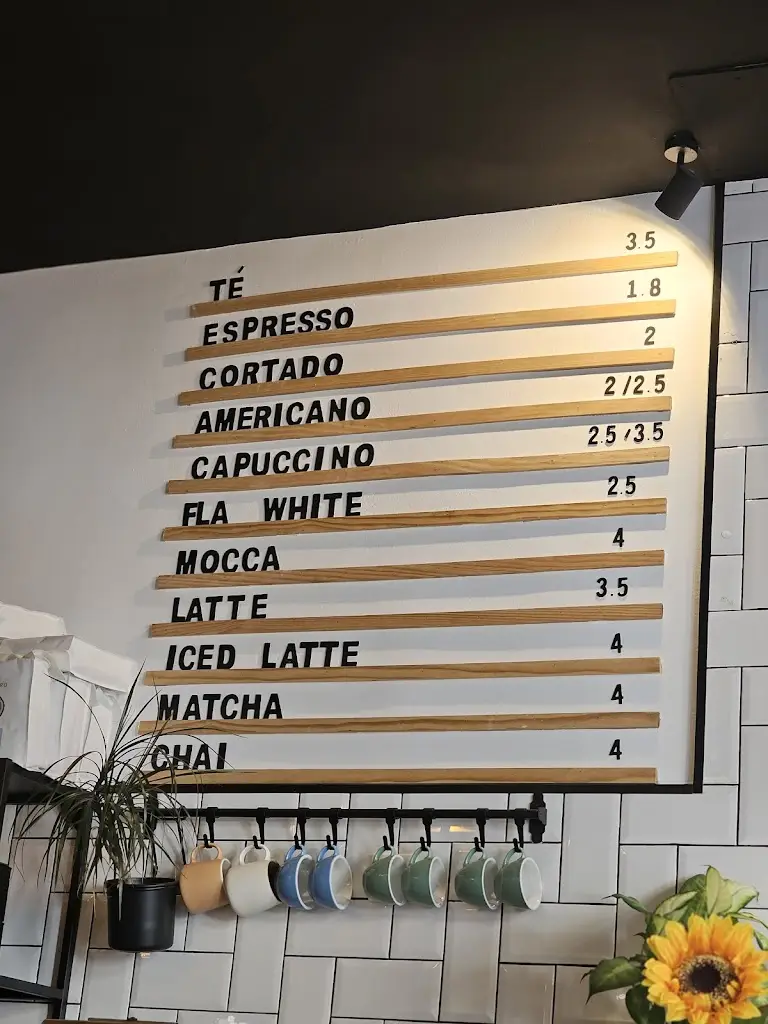 TÉ 3.5
ESPRESSO 1.8
CORTADO 2
AMERICANO 2/2.5
CAPUCCINO 2.5/3.5
FLA WHITE 2.5
MOCCA 4
LATTE 3.5
ICED LATTE 4
MATCHA 4
CHAI 4